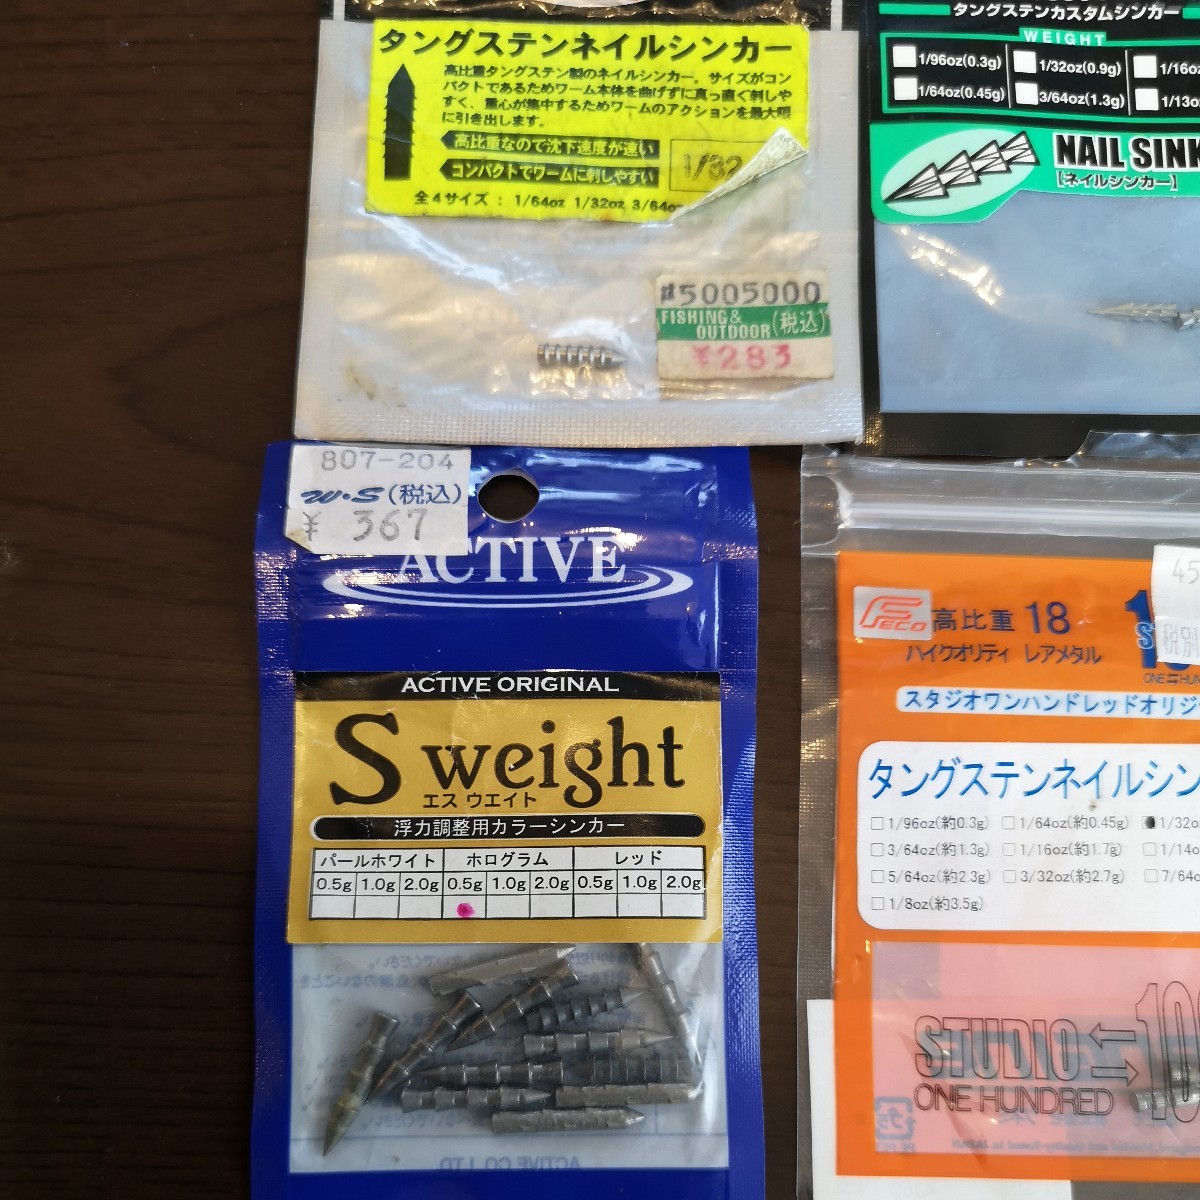 タングステンネイルシンカー
高比重タングステン製のネイルシンカー。サイズがコン
パクトであるためワーム本体を曲げずに真っ直ぐ刺しや
すく、重心が集中するためワームのアクションを最大限
に引き出します。
高比重なので沈下速度が速い
コンパクトでワームに刺しやすい
1/32
全4サイズ： 1/64oz 1/32oz 3/64oz
#5005000
FISHING &
OUTDOOR (税込)
¥283
タングステンカスタムシンカー
WEIGHT
1/96oz(0.3g) 1/32oz(0.9g) 1/16oz
1/64oz(0.45g) 3/64oz(1.3g) 1/13oz
NAIL SINK
【ネイルシンカー】
807-204
W・S (税込)
¥ 367
ACTIVE
ACTIVE ORIGINAL
S weight
エス ウエイト
浮力調整用カラーシンカー
パールホワイト ホログラム レッド
0.5g 1.0g 2.0g 0.5g 1.0g 2.0g 0.5g 1.0g 2.0g
ACTIVE CO.,LTD
45
税別
FECO
高比重 18
ハイクオリティ レアメタル
スタジオワンハンドレッドオリジ
タングステンネイルシン
1/96oz(約0.3g) 1/64oz(約0.45g) 1/32oz
3/64oz(約1.3g) 1/16oz(約1.7g) 1/14oz
5/64oz(約2.3g) 3/32oz(約2.7g) 7/64o
1/8oz(約3.5g)
STUDIO 100
ONE HUNDRED